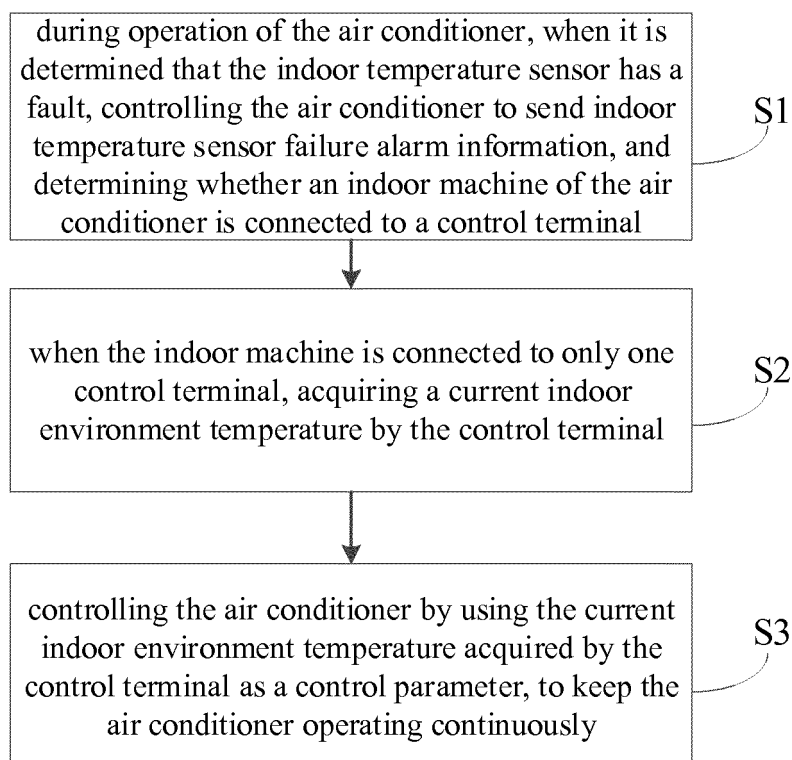 during operation of the air conditioner, when it is
determined that the indoor temperature sensor has a
fault, controlling the air conditioner to send indoor
temperature sensor failure alarm information, and
determining whether an indoor machine of the air
conditioner is connected to a control terminal
S1
when the indoor machine is connected to only one
control terminal, acquiring a current indoor
environment temperature by the control terminal
S2
controlling the air conditioner by using the current
indoor environment temperature acquired by the
control terminal as a control parameter, to keep the
air conditioner operating continuously
S3